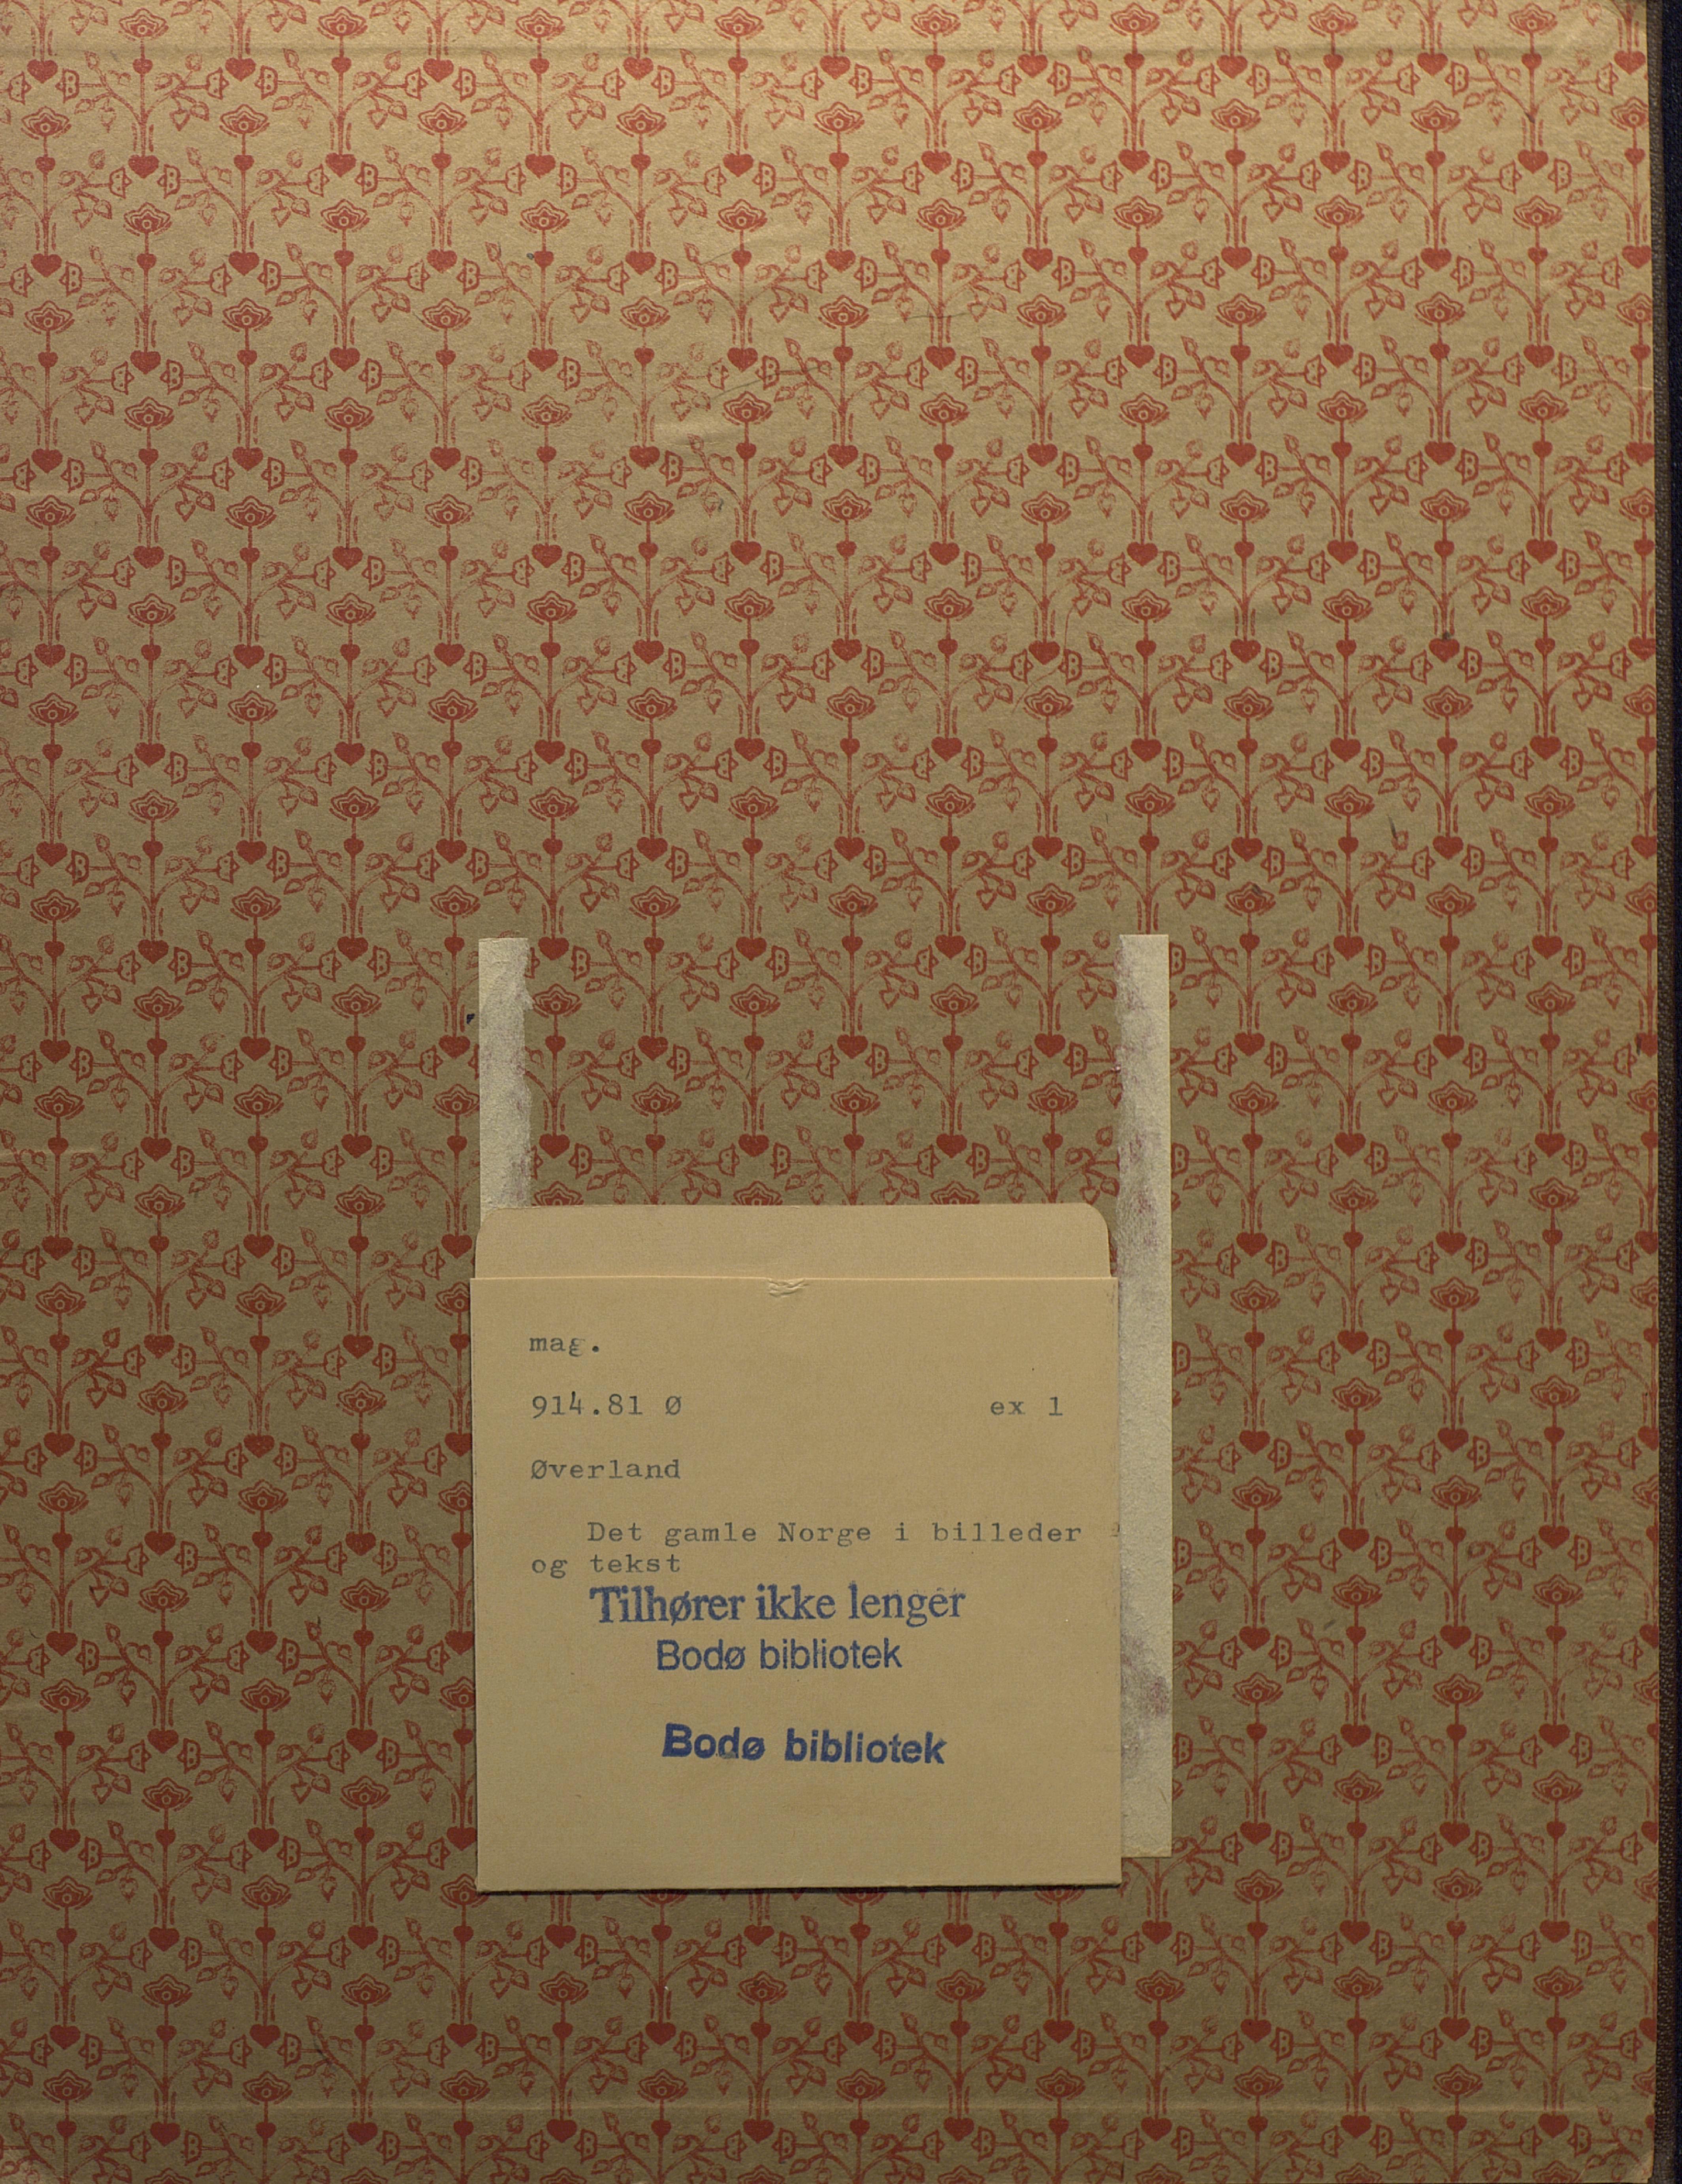 mag.
914.81 Ø ex 1
Øverland
Det gamle Norge i billeder
og tekst
Tilhører ikke lenger
Bodø bibliotek
Bodø bibliotek